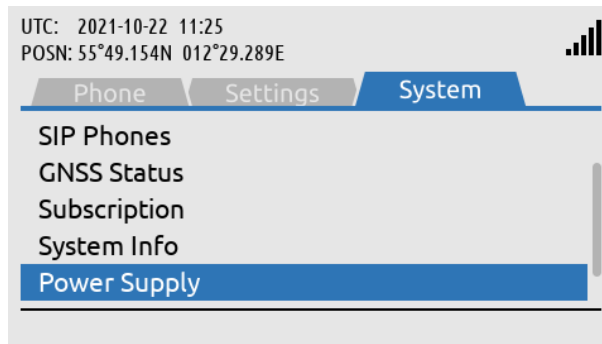 UTC: 2021-10-22 11:25
POSN: 55°49.154N 012°29.289E
Phone Settings System
SIP Phones
GNSS Status
Subscription
System Info
Power Supply